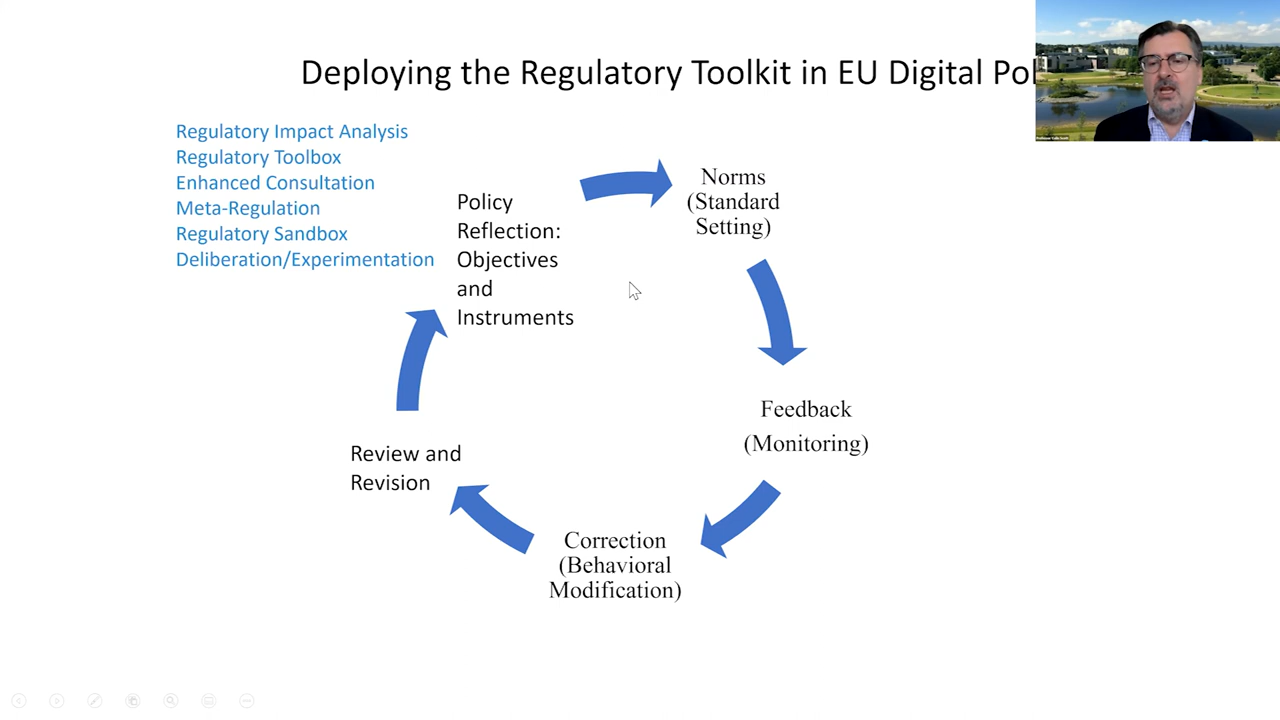 Deploying the Regulatory Toolkit in EU Digital Pol
Regulatory Impact Analysis
Regulatory Toolbox
Enhanced Consultation
Meta-Regulation
Regulatory Sandbox
Deliberation/Experimentation
Policy
Reflection:
Objectives
and
Instruments
Norms
(Standard
Setting)
Feedback
(Monitoring)
Correction
(Behavioral
Modification)
Review and
Revision